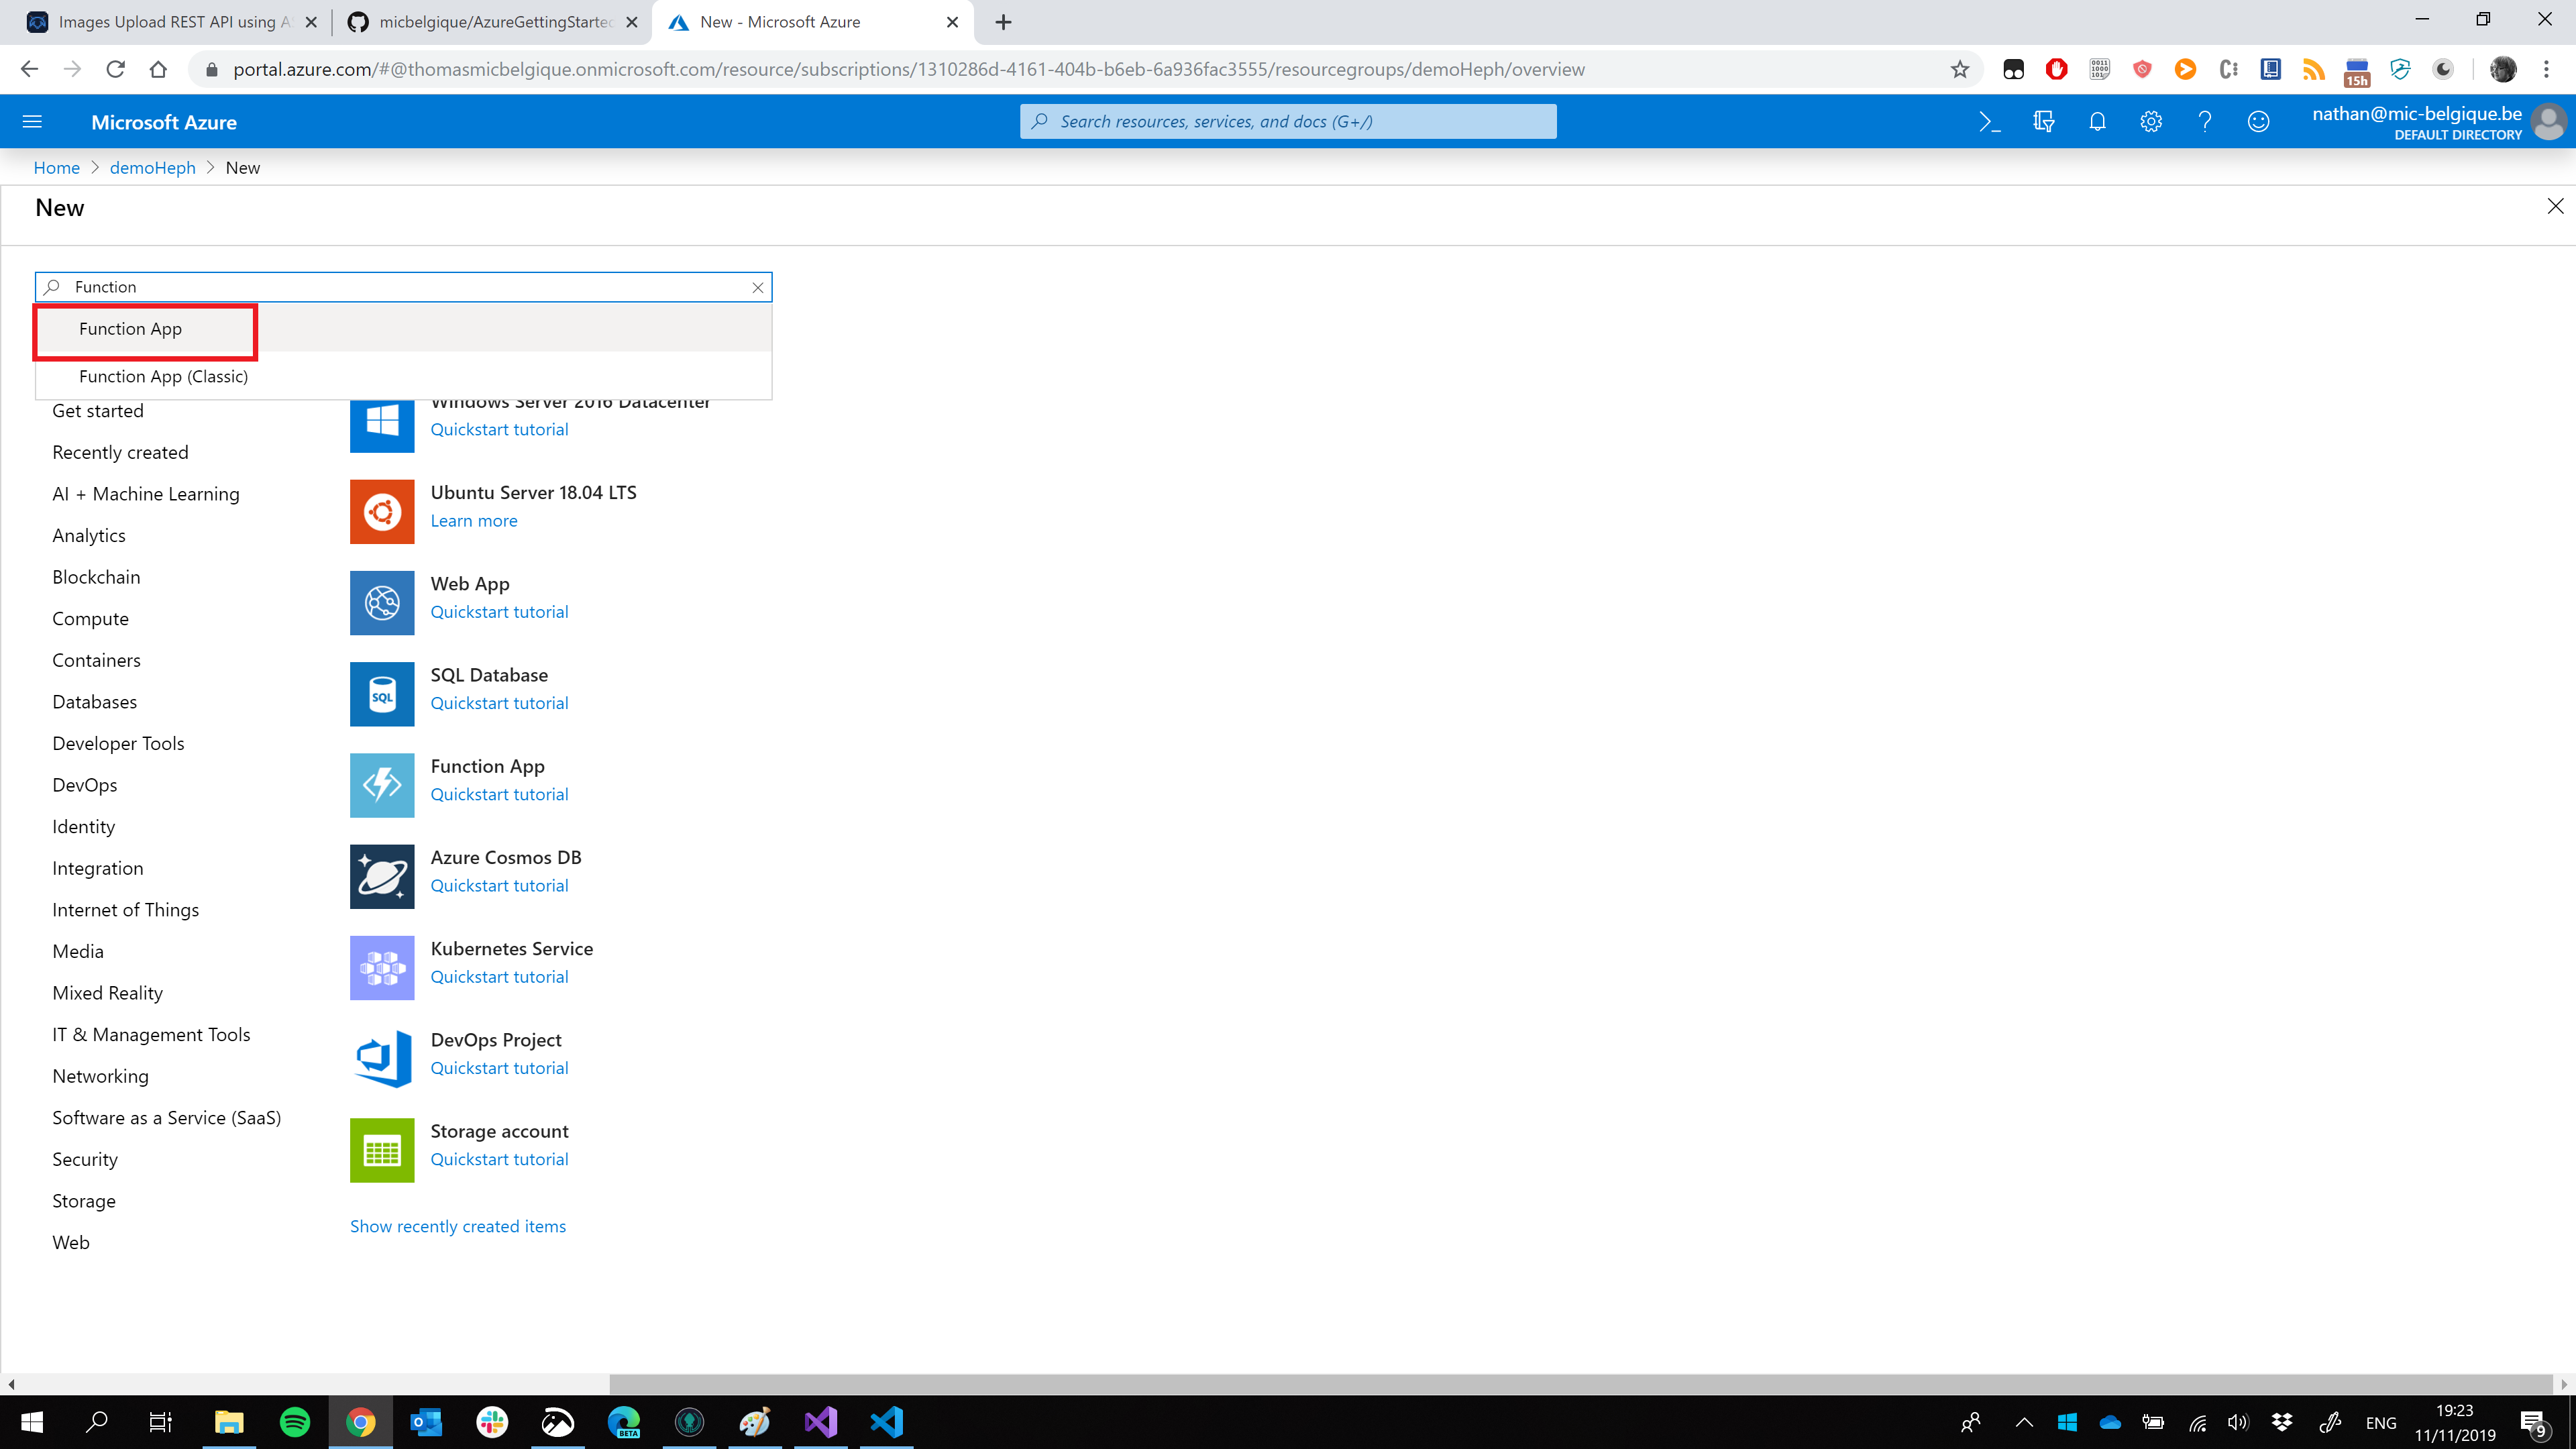 Images Upload REST API using A
micbelgique/AzureGettingStarted
New - Microsoft Azure
portal.azure.com/#@thomasmicbelgique.onmicrosoft.com/resource/subscriptions/1310286d-4161-404b-b6eb-6a936fac3555/resourcegroups/demoHeph/overview
15h
Microsoft Azure
Search resources, services, and docs (G+/)
nathan@mic-belgique.be
DEFAULT DIRECTORY
Home > demoHeph > New
New
Function
Function App
Function App (Classic)
Get started
Recently created
AI + Machine Learning
Analytics
Blockchain
Compute
Containers
Databases
Developer Tools
DevOps
Identity
Integration
Internet of Things
Media
Mixed Reality
IT & Management Tools
Networking
Software as a Service (SaaS)
Security
Storage
Web
Windows Server 2016 Datacenter
Quickstart tutorial
Ubuntu Server 18.04 LTS
Learn more
Web App
Quickstart tutorial
SQL
SQL Database
Quickstart tutorial
Function App
Quickstart tutorial
Azure Cosmos DB
Quickstart tutorial
Kubernetes Service
Quickstart tutorial
DevOps Project
Quickstart tutorial
Storage account
Quickstart tutorial
Show recently created items
BETA
ENG
19:23
11/11/2019
9